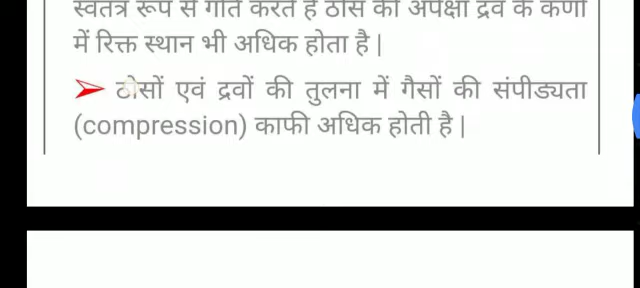 स्वतंत्र रूप से गति करते हैं ठोस की अपेक्षा द्रव के कणों
में रिक्त स्थान भी अधिक होता है |
ठोसों एवं द्रवों की तुलना में गैसों की संपीड्यता
(compression) काफी अधिक होती है |